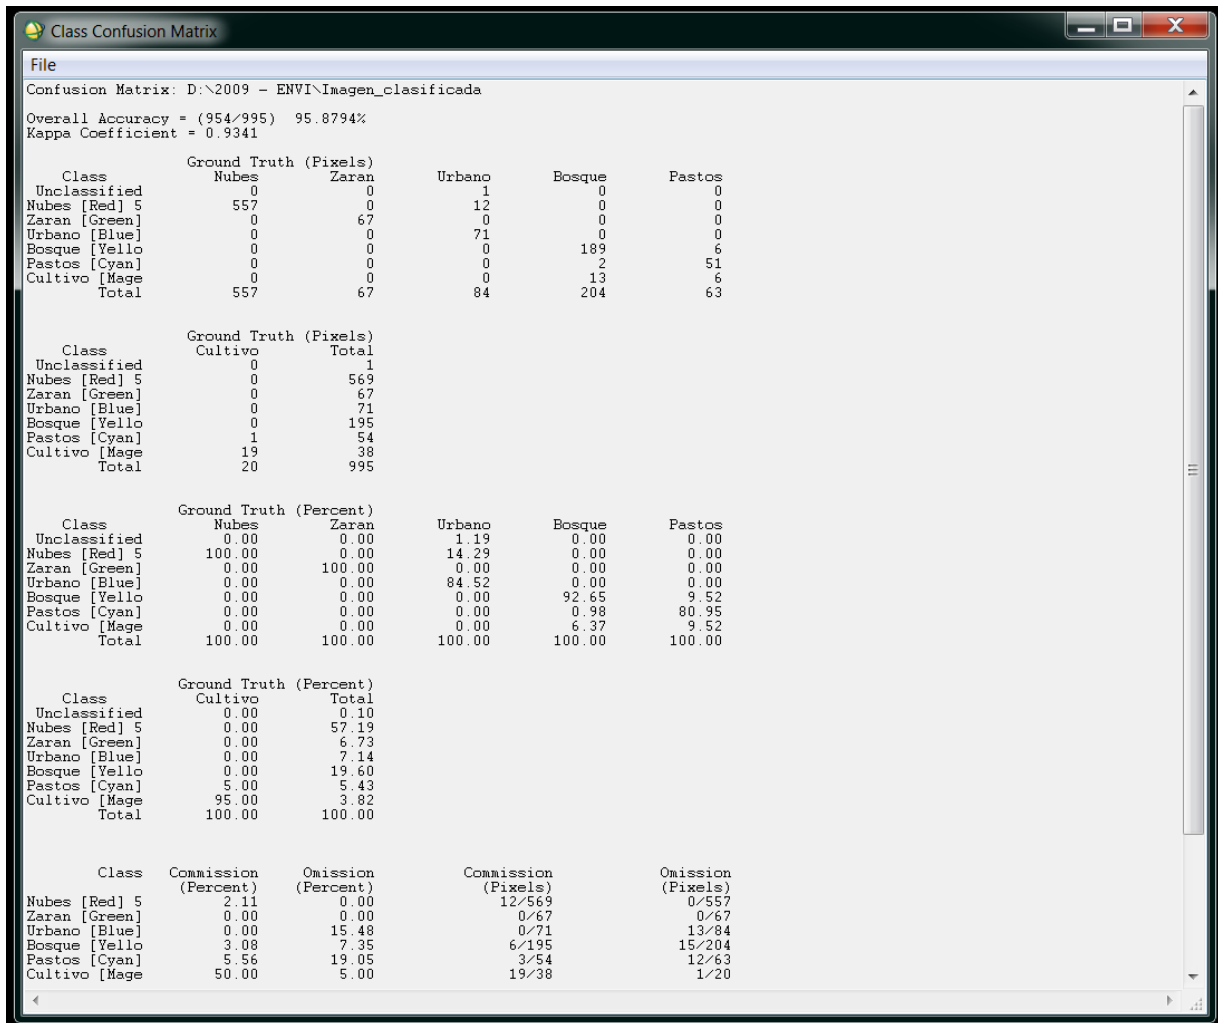 Class Confusion Matrix
File
Confusion Matrix: D:\2009 - ENVI\Imagen_clasificada
Overall Accuracy = (954/995) 95.8794%
Kappa Coefficient = 0.9341
Ground Truth (Pixels)
Class Nubes Zaran Urbano Bosque Pastos
Unclassified 0 0 1 0 0
Nubes [Red] 5 557 0 12 0 0
Zaran [Green] 0 67 0 0 0
Urbano [Blue] 0 0 71 0 0
Bosque [Yello 0 0 0 189 6
Pastos [Cyan] 0 0 0 2 51
Cultivo [Mage 0 0 0 13 6
Total 557 67 84 204 63
Ground Truth (Pixels)
Class Cultivo Total
Unclassified 0 1
Nubes [Red] 5 0 569
Zaran [Green] 0 67
Urbano [Blue] 0 71
Bosque [Yello 0 195
Pastos [Cyan] 1 54
Cultivo [Mage 19 38
Total 20 995
Ground Truth (Percent)
Class Nubes Zaran Urbano Bosque Pastos
Unclassified 0.00 0.00 1.19 0.00 0.00
Nubes [Red] 5 100.00 0.00 14.29 0.00 0.00
Zaran [Green] 0.00 100.00 0.00 0.00 0.00
Urbano [Blue] 0.00 0.00 84.52 0.00 0.00
Bosque [Yello 0.00 0.00 0.00 92.65 9.52
Pastos [Cyan] 0.00 0.00 0.00 0.98 80.95
Cultivo [Mage 0.00 0.00 0.00 6.37 9.52
Total 100.00 100.00 100.00 100.00 100.00
Ground Truth (Percent)
Class Cultivo Total
Unclassified 0.00 0.10
Nubes [Red] 5 0.00 57.19
Zaran [Green] 0.00 6.73
Urbano [Blue] 0.00 7.14
Bosque [Yello 0.00 19.60
Pastos [Cyan] 5.00 5.43
Cultivo [Mage 95.00 3.82
Total 100.00 100.00
Class Commission Omission Commission Omission
(Percent) (Percent) (Pixels) (Pixels)
Nubes [Red] 5 2.11 0.00 12/569 0/557
Zaran [Green] 0.00 0.00 0/67 0/67
Urbano [Blue] 0.00 15.48 0/71 13/84
Bosque [Yello 3.08 7.35 6/195 15/204
Pastos [Cyan] 5.56 19.05 3/54 12/63
Cultivo [Mage 50.00 5.00 19/38 1/20